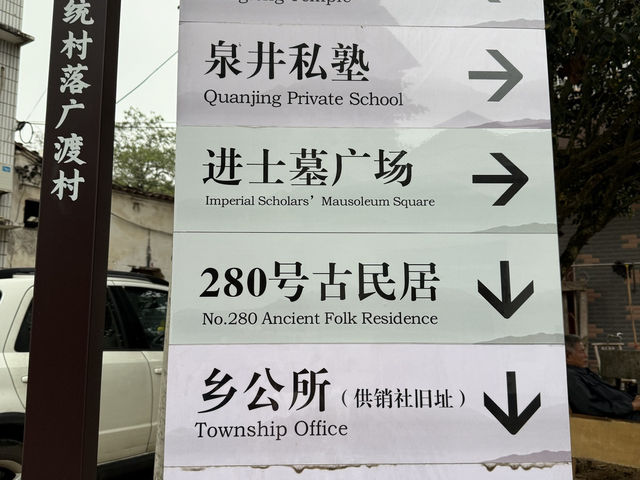 统村落广渡村
泉井私塾
Quanjing Private School
进士墓广场
Imperial Scholars' Mausoleum Square
280号古民居
No.280 Ancient Folk Residence
乡公所（供销社旧址）
Township Office